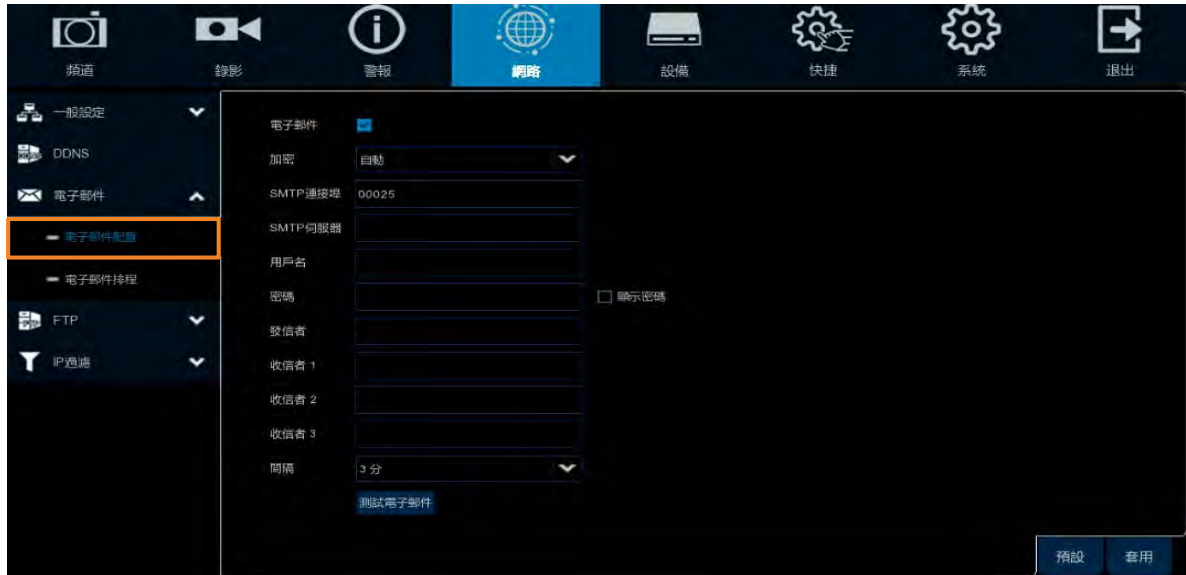 頻道
錄影
警報
網路
設備
快捷
系統
退出
一般設定
DDNS
電子郵件
電子郵件配置
電子郵件排程
FTP
IP過濾
電子郵件
加密 自動
SMTP連接埠 00025
SMTP伺服器
用戶名
密碼 顯示密碼
發信者
收信者 1
收信者 2
收信者 3
間隔 3 分
測試電子郵件
預設 套用